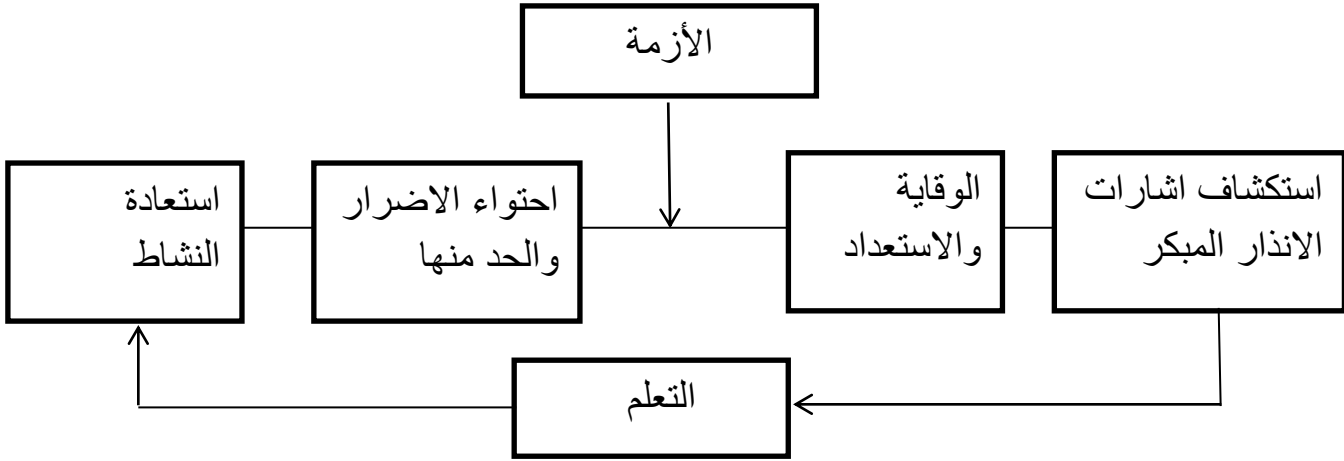 الأزمة
استكشاف اشارات
الانذار المبكر
الوقاية
والاستعداد
احتواء الاضرار
والحد منها
استعادة
النشاط
التعلم